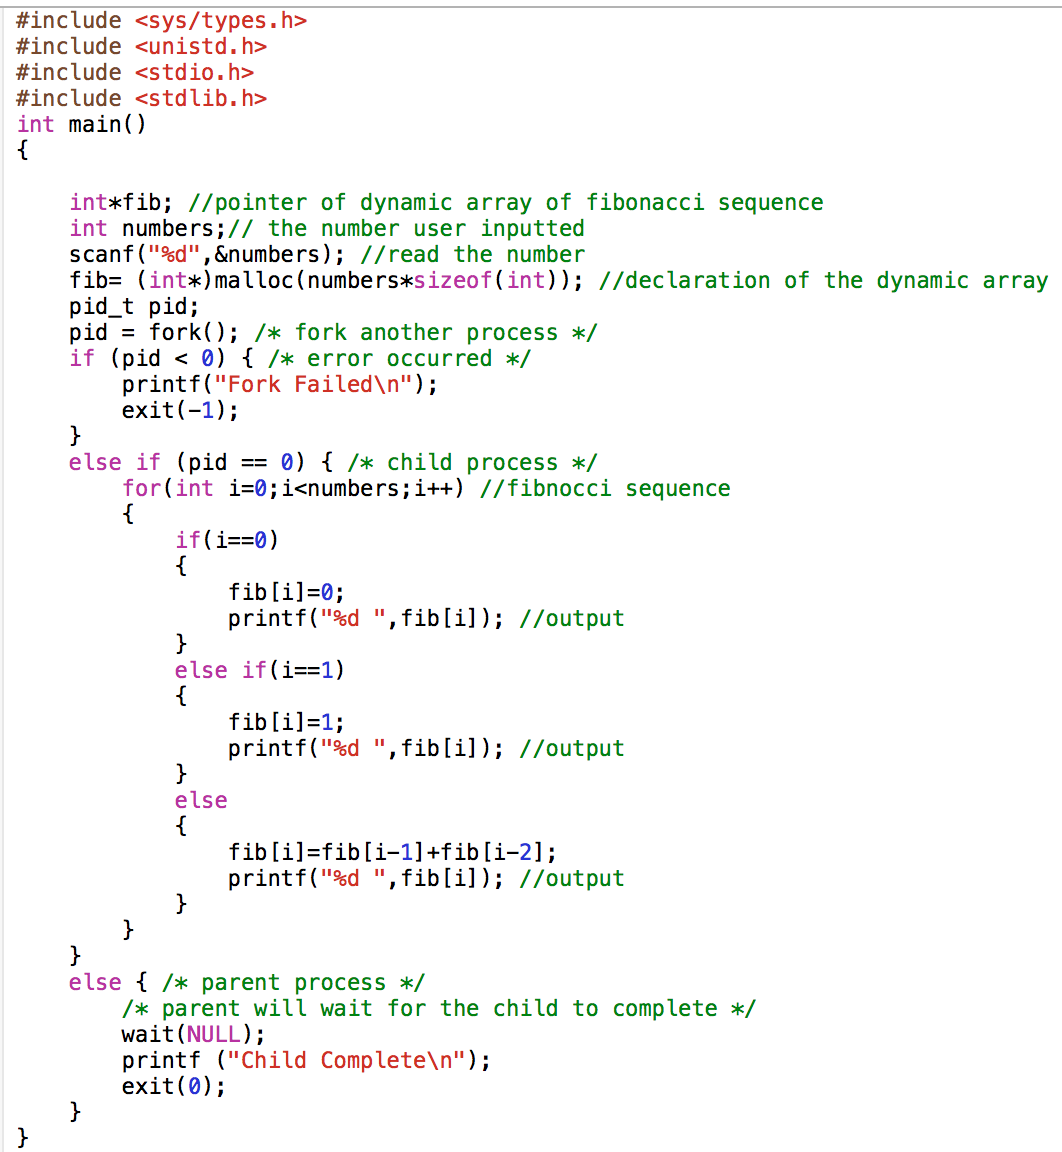 #include <sys/types.h>
#include <unistd.h>
#include <stdio.h>
#include <stdlib.h>
int main()
{
    int*fib; //pointer of dynamic array of fibonacci sequence
    int numbers;// the number user inputted
    scanf("%d",&numbers); //read the number
    fib= (int*)malloc(numbers*sizeof(int)); //declaration of the dynamic array
    pid_t pid;
    pid = fork(); /* fork another process */
    if (pid < 0) { /* error occurred */
        printf("Fork Failed\n");
        exit(-1);
    }
    else if (pid == 0) { /* child process */
        for(int i=0;i<numbers;i++) //fibnocci sequence
        {
            if(i==0)
            {
                fib[i]=0;
                printf("%d ",fib[i]); //output
            }
            else if(i==1)
            {
                fib[i]=1;
                printf("%d ",fib[i]); //output
            }
            else
            {
                fib[i]=fib[i-1]+fib[i-2];
                printf("%d ",fib[i]); //output
            }
        }
    }
    else { /* parent process */
        /* parent will wait for the child to complete */
        wait(NULL);
        printf ("Child Complete\n");
        exit(0);
    }
}